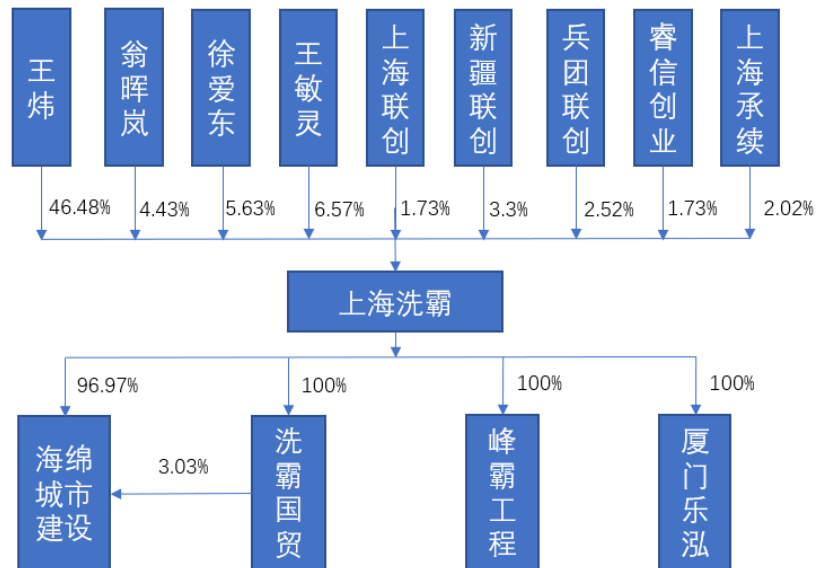 王炜
翁晖岚
徐爱东
王敏灵
上海联创
新疆联创
兵团联创
睿信创业
上海承续
46.48%
4.43%
5.63%
6.57%
1.73%
3.3%
2.52%
1.73%
2.02%
上海洗霸
96.97%
100%
100%
100%
海绵
城市
建设
3.03%
洗霸国贸
峰霸工程
厦门乐泓